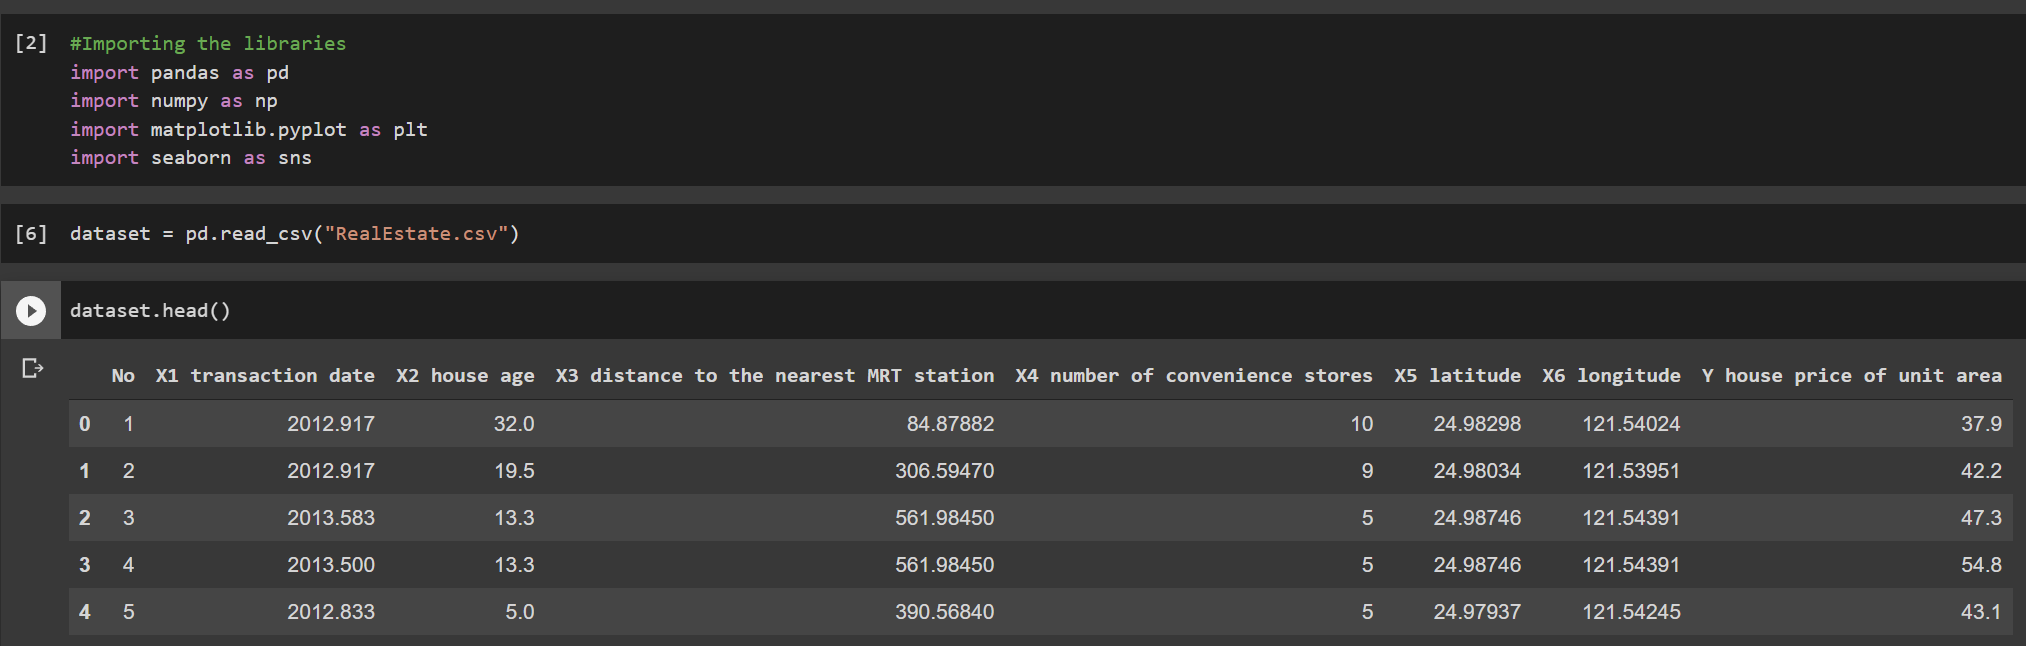 [2] #Importing the libraries
import pandas as pd
import numpy as np
import matplotlib.pyplot as plt
import seaborn as sns
[6] dataset = pd.read_csv("RealEstate.csv")
dataset.head()
No X1 transaction date X2 house age X3 distance to the nearest MRT station X4 number of convenience stores X5 latitude X6 longitude Y house price of unit area
0 1 2012.917 32.0 84.87882 10 24.98298 121.54024 37.9
1 2 2012.917 19.5 306.59470 9 24.98034 121.53951 42.2
2 3 2013.583 13.3 561.98450 5 24.98746 121.54391 47.3
3 4 2013.500 13.3 561.98450 5 24.98746 121.54391 54.8
4 5 2012.833 5.0 390.56840 5 24.97937 121.54245 43.1